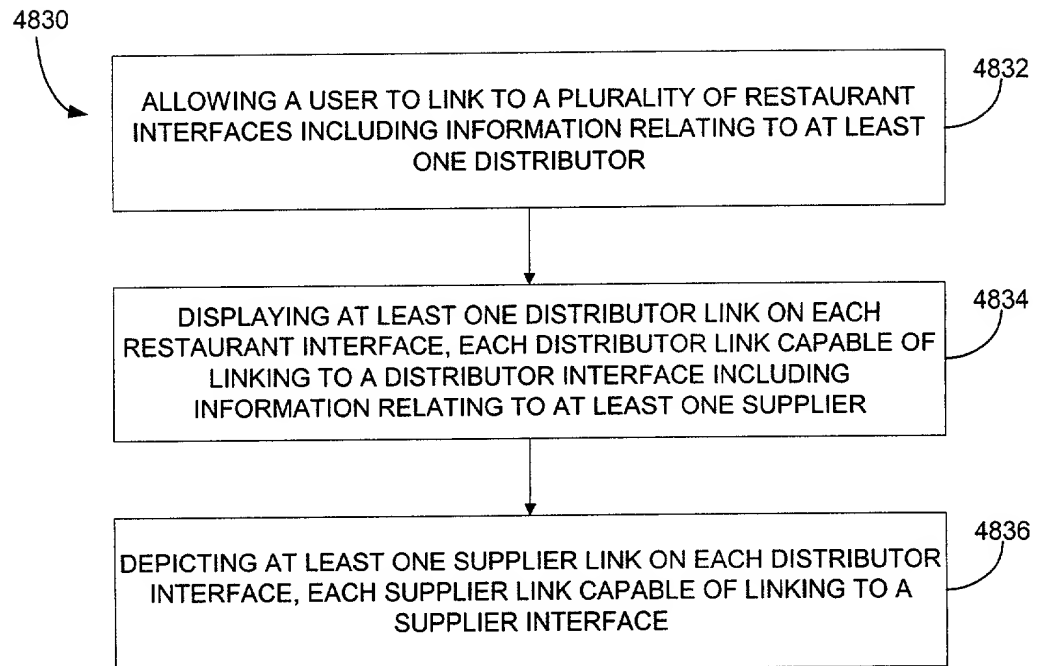 4830
4832
ALLOWING A USER TO LINK TO A PLURALITY OF RESTAURANT
INTERFACES INCLUDING INFORMATION RELATING TO AT LEAST
ONE DISTRIBUTOR
4834
DISPLAYING AT LEAST ONE DISTRIBUTOR LINK ON EACH
RESTAURANT INTERFACE, EACH DISTRIBUTOR LINK CAPABLE OF
LINKING TO A DISTRIBUTOR INTERFACE INCLUDING
INFORMATION RELATING TO AT LEAST ONE SUPPLIER
4836
DEPICTING AT LEAST ONE SUPPLIER LINK ON EACH DISTRIBUTOR
INTERFACE, EACH SUPPLIER LINK CAPABLE OF LINKING TO A
SUPPLIER INTERFACE